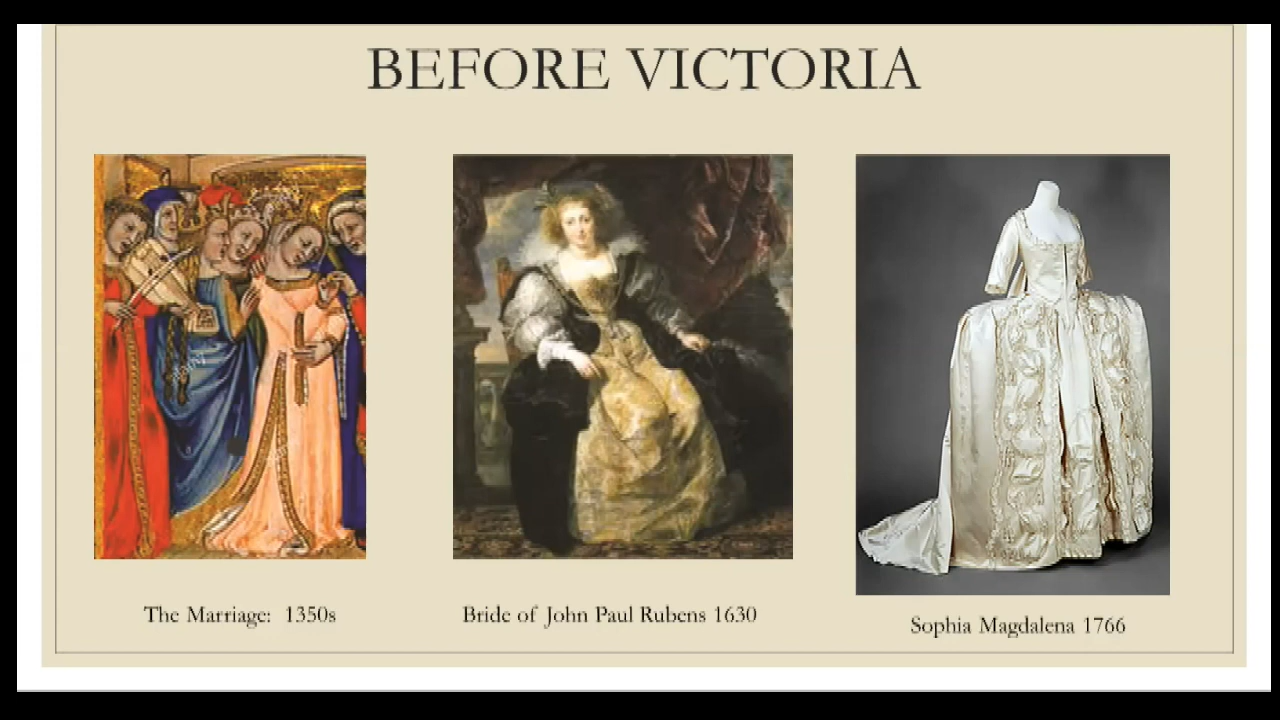 BEFORE VICTORIA
The Marriage:  1350s
Bride of John Paul Rubens 1630
Sophia Magdalena 1766